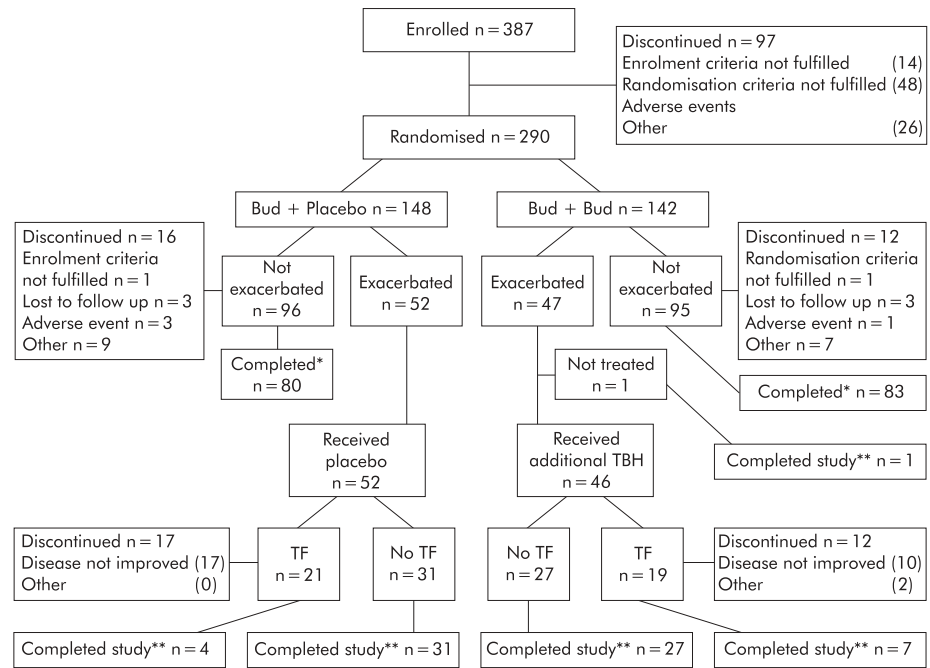 Enrolled n = 387
Discontinued n = 97
Enrolment criteria not fulfilled (14)
Randomisation criteria not fulfilled (48)
Adverse events
Other (26)
Randomised n = 290
Bud + Placebo n = 148
Bud + Bud n = 142
Discontinued n = 16
Enrolment criteria
not fulfilled n = 1
Lost to follow up n = 3
Adverse event n = 3
Other n = 9
Not
exacerbated
n = 96
Exacerbated
n = 52
Exacerbated
n = 47
Not
exacerbated
n = 95
Discontinued n = 12
Randomisation criteria
not fulfilled n = 1
Lost to follow up n = 3
Adverse event n = 1
Other n = 7
Completed*
n = 80
Not treated
n = 1
Completed* n = 83
Received
placebo
n = 52
Received
additional TBH
n = 46
Completed study** n = 1
Discontinued n = 17
Disease not improved (17)
Other (0)
TF
n = 21
No TF
n = 31
No TF
n = 27
TF
n = 19
Discontinued n = 12
Disease not improved (10)
Other (2)
Completed study** n = 4
Completed study** n = 31
Completed study** n = 27
Completed study** n = 7